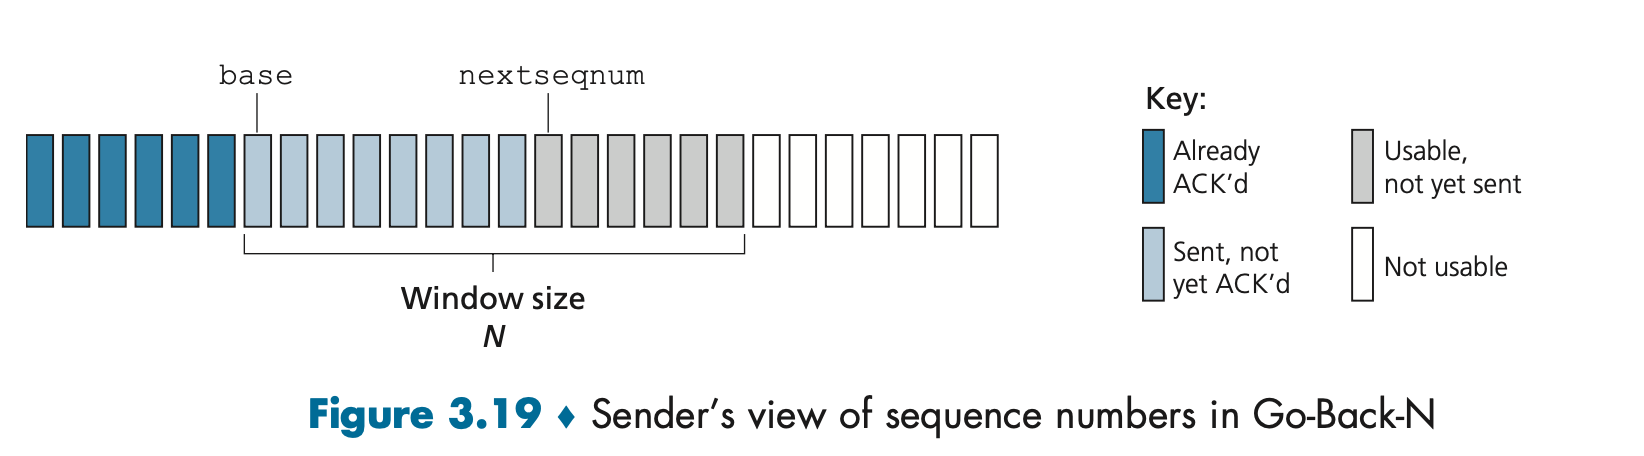 base
nextseqnum
Window size
N
Key:
Already
ACK’d
Usable,
not yet sent
Sent, not
yet ACK’d
Not usable
Figure 3.19 ♦ Sender’s view of sequence numbers in Go-Back-N